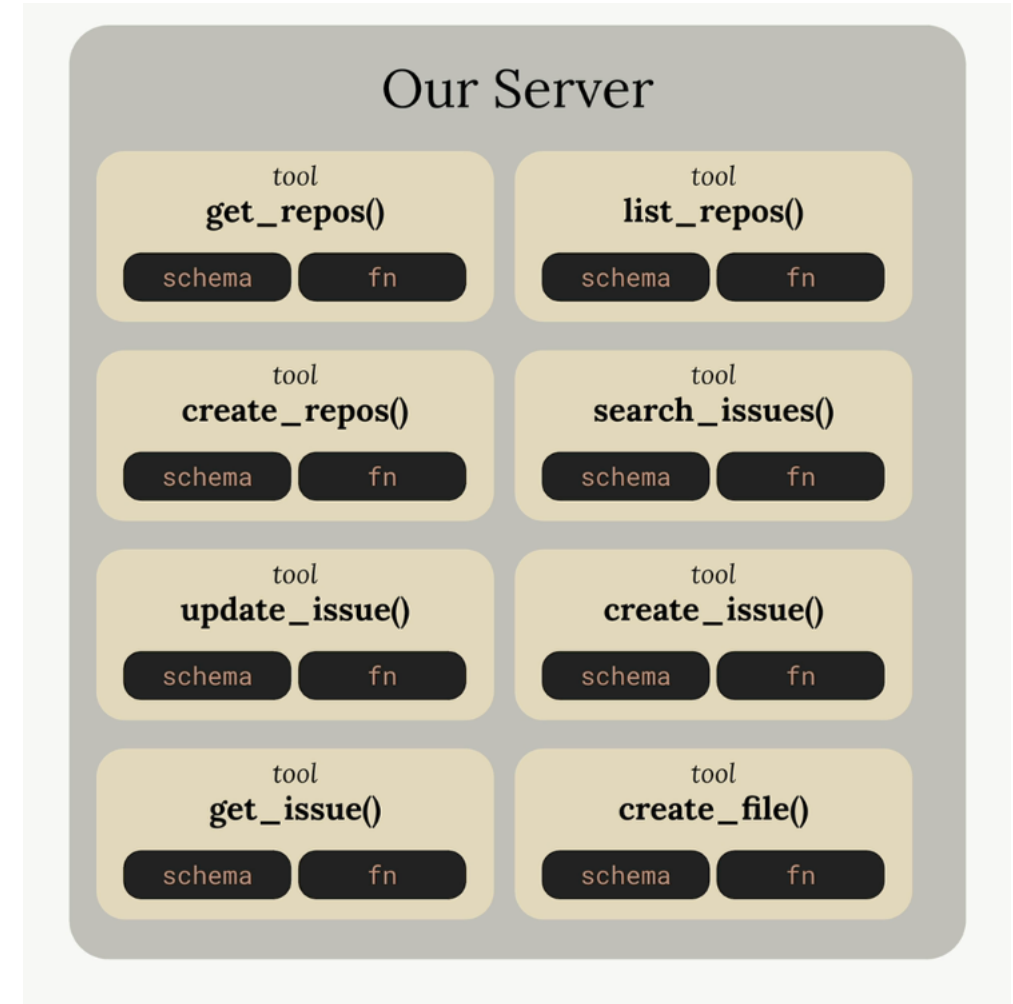 Our Server
tool
get_repos()
schema fn
tool
list_repos()
schema fn
tool
create_repos()
schema fn
tool
search_issues()
schema fn
tool
update_issue()
schema fn
tool
create_issue()
schema fn
tool
get_issue()
schema fn
tool
create_file()
schema fn